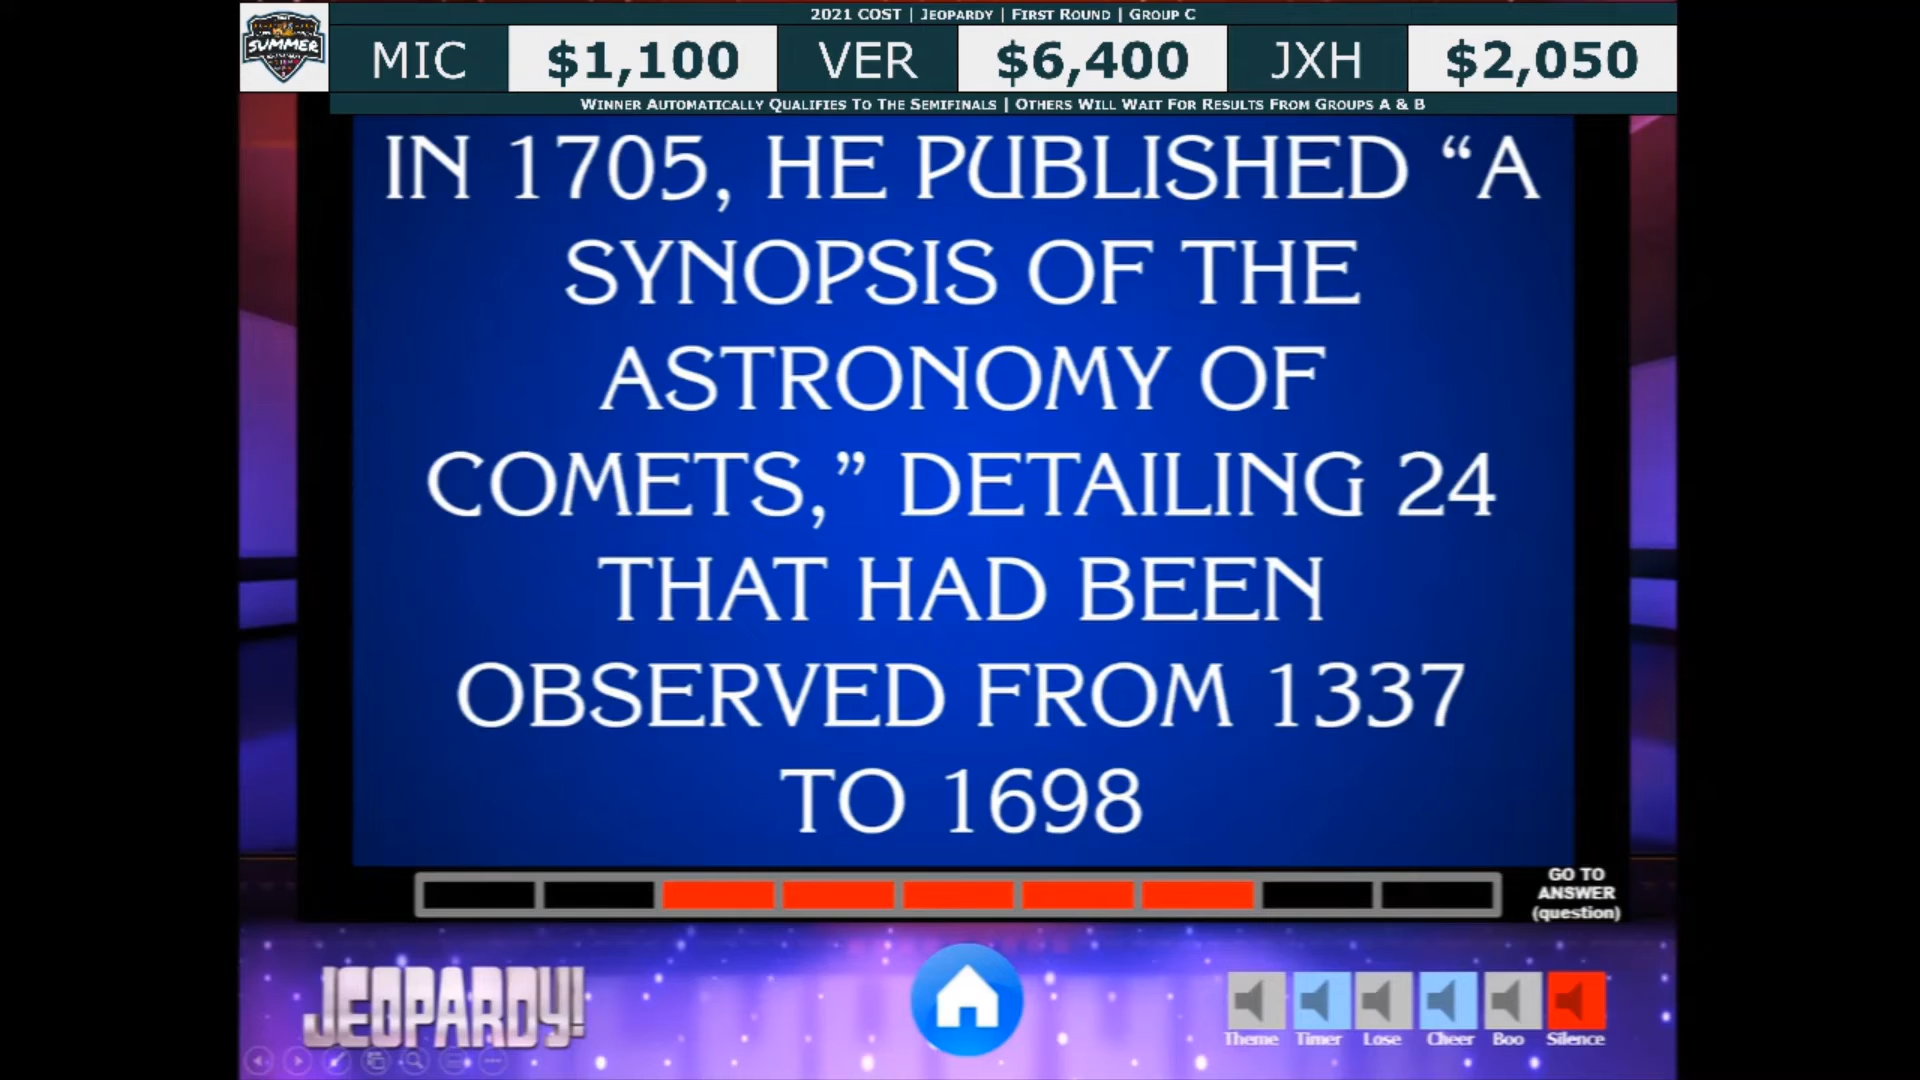 2021 COST | JEOPARDY | FIRST ROUND | GROUP C
SUMMER
MIC $1,100 VER $6,400 JXH $2,050
WINNER AUTOMATICALLY QUALIFIES TO THE SEMIFINALS | OTHERS WILL WAIT FOR RESULTS FROM GROUPS A & B
IN 1705, HE PUBLISHED “A
SYNOPSIS OF THE
ASTRONOMY OF
COMETS,” DETAILING 24
THAT HAD BEEN
OBSERVED FROM 1337
TO 1698
GO TO
ANSWER
(question)
JEOPARDY!
Theme Timer Lose Cheer Boo Silence